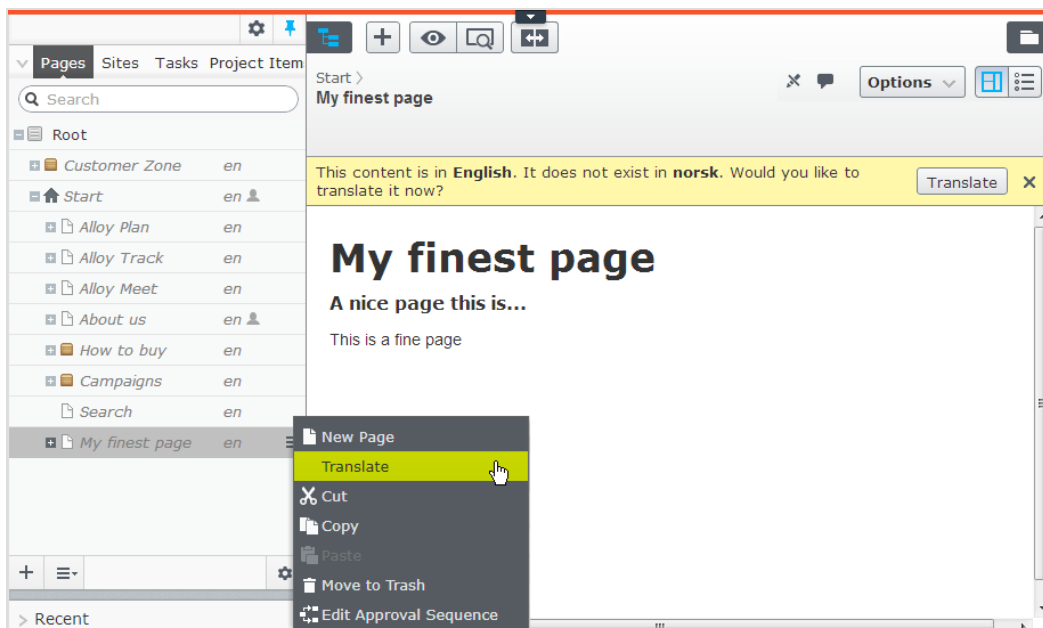 Pages Sites Tasks Project Item
Search
Root
Customer Zone en
Start en
Alloy Plan en
Alloy Track en
Alloy Meet en
About us en
How to buy en
Campaigns en
Search en
My finest page en
Recent
Start
My finest page
Options
This content is in English. It does not exist in norsk. Would you like to
translate it now?
Translate
My finest page
A nice page this is...
This is a fine page
New Page
Translate
Cut
Copy
Paste
Move to Trash
Edit Approval Sequence